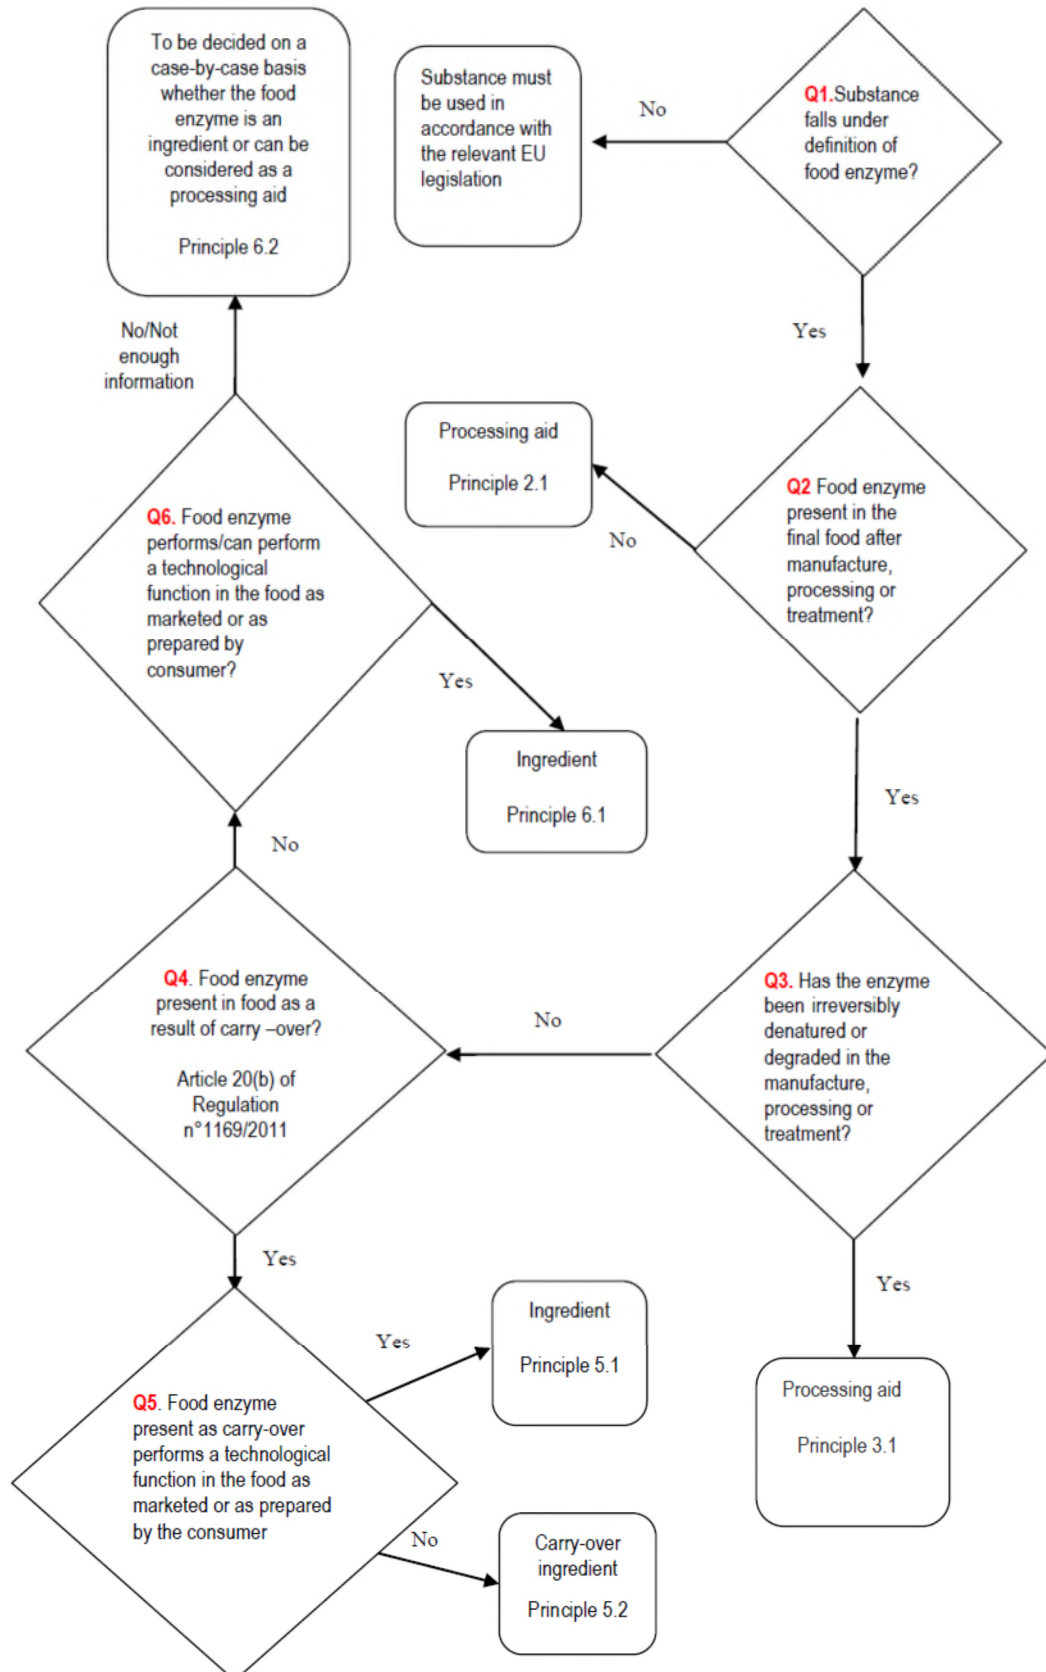 To be decided on a
case-by-case basis
whether the food
enzyme is an
ingredient or can be
considered as a
processing aid
Principle 6.2
Substance must
be used in
accordance with
the relevant EU
legislation
No
Q1.Substance
falls under
definition of
food enzyme?
Yes
No/Not
enough
information
Processing aid
Principle 2.1
No
Q2 Food enzyme
present in the
final food after
manufacture,
processing or
treatment?
Q6. Food enzyme
performs/can perform
a technological
function in the food as
marketed or as
prepared by
consumer?
Yes
Ingredient
Principle 6.1
Yes
No
Q4. Food enzyme
present in food as a
result of carry –over?
Article 20(b) of
Regulation
n°1169/2011
No
Q3. Has the enzyme
been irreversibly
denatured or
degraded in the
manufacture,
processing or
treatment?
Yes
Yes
Ingredient
Principle 5.1
Yes
Processing aid
Principle 3.1
Q5. Food enzyme
present as carry-over
performs a technological
function in the food as
marketed or as prepared
by the consumer
No
Carry-over
ingredient
Principle 5.2